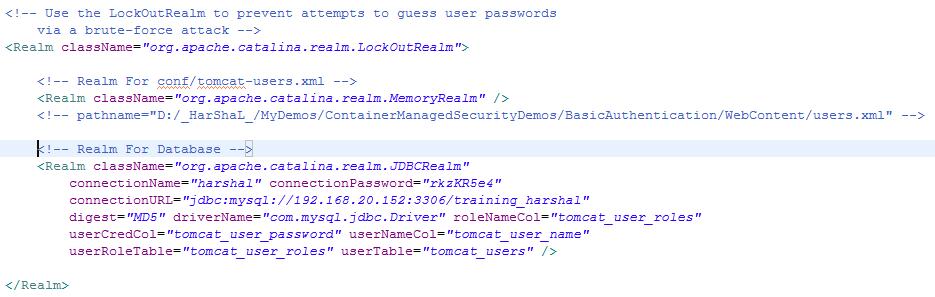 <!-- Use the LockOutRealm to prevent attempts to guess user passwords
via a brute-force attack -->
<Realm className="org.apache.catalina.realm.LockOutRealm">
<!-- Realm For conf/tomcat-users.xml -->
<Realm className="org.apache.catalina.realm.MemoryRealm" />
<!-- pathname="D:/_HarShaL_/MyDemos/ContainerManagedSecurityDemos/BasicAuthentication/WebContent/users.xml" -->
<!-- Realm For Database -->
<Realm className="org.apache.catalina.realm.JDBCRealm"
connectionName="harshal" connectionPassword="rkzKR5e4"
connectionURL="jdbc:mysql://192.168.20.152:3306/training_harshal"
digest="MD5" driverName="com.mysql.jdbc.Driver" roleNameCol="tomcat_user_roles"
userCredCol="tomcat_user_password" userNameCol="tomcat_user_name"
userRoleTable="tomcat_user_roles" userTable="tomcat_users" />
</Realm>